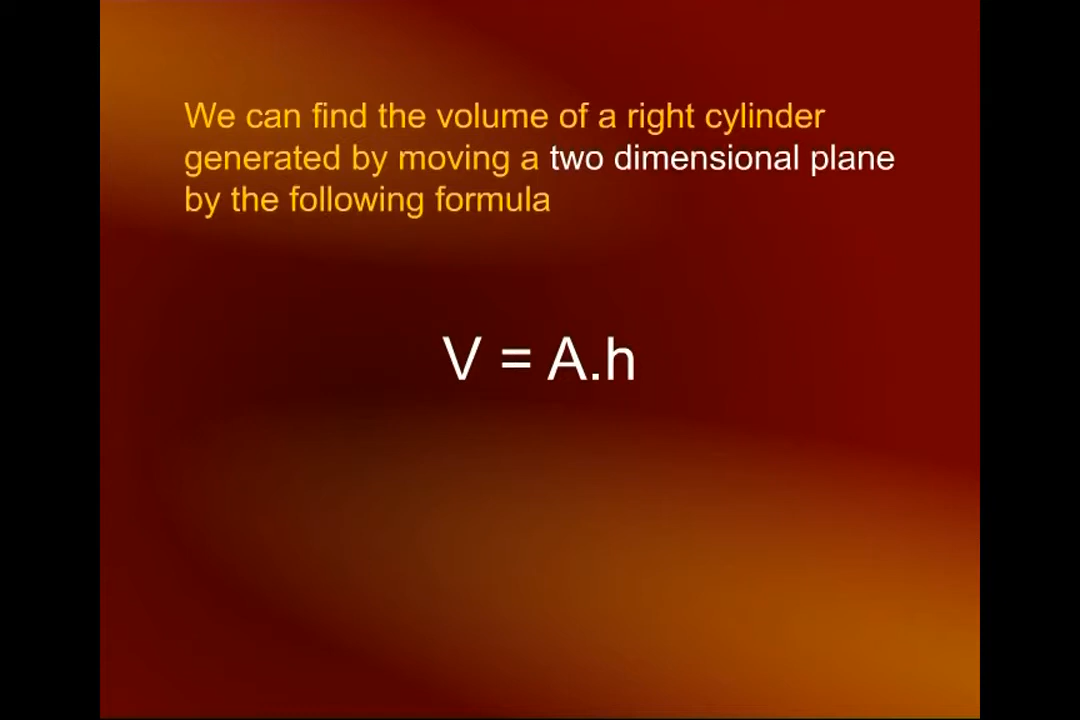 We can find the volume of a right cylinder
generated by moving a two dimensional plane
by the following formula
V = A.h